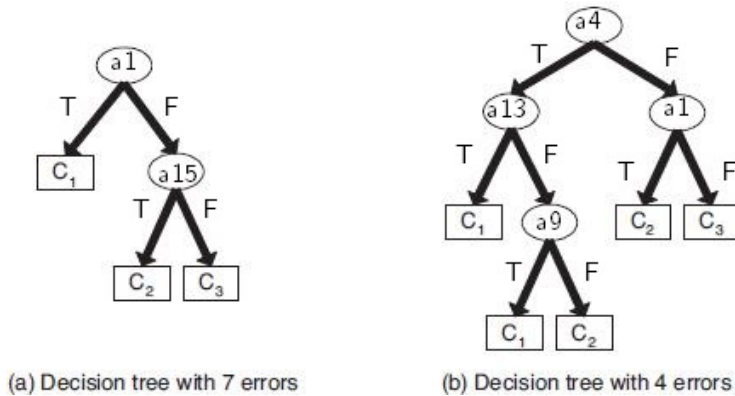 a1
T F
C1
a15
T F
C2 C3
(a) Decision tree with 7 errors
a4
T F
a13 a1
T F T F
C1 a9 C2 C3
T F
C1 C2
(b) Decision tree with 4 errors